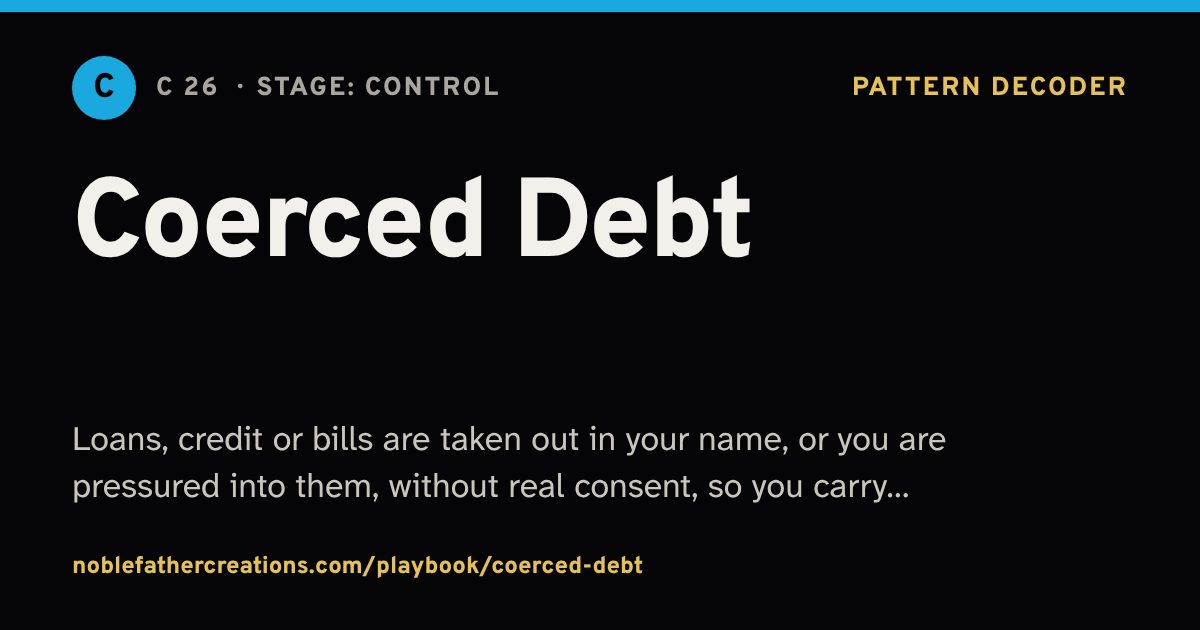 C C 26 · STAGE: CONTROL PATTERN DECODER
Coerced Debt
Loans, credit or bills are taken out in your name, or you are
pressured into them, without real consent, so you carry...
noblefathercreations.com/playbook/coerced-debt